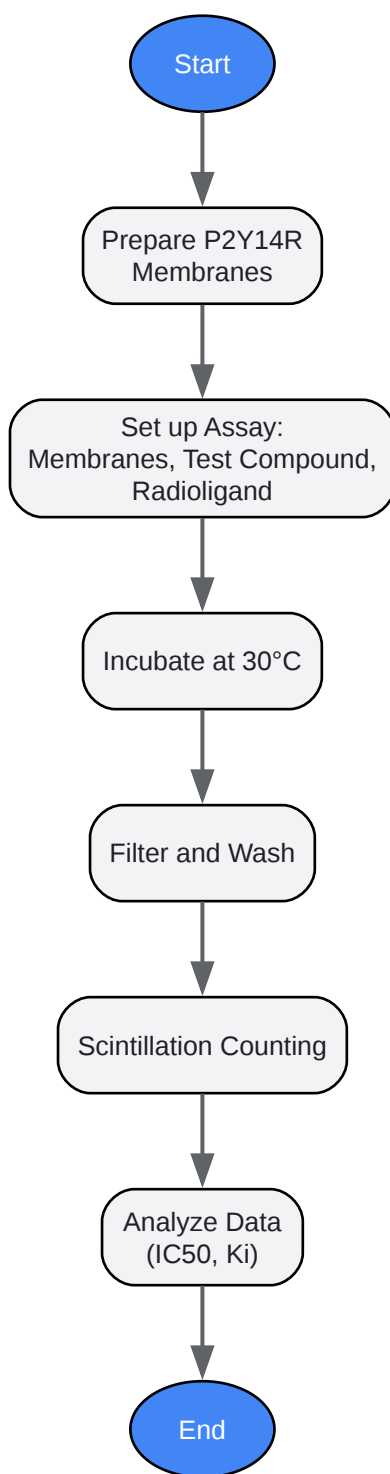 Start
Prepare P2Y14R
Membranes
Set up Assay:
Membranes, Test Compound,
Radioligand
Incubate at 30°C
Filter and Wash
Scintillation Counting
Analyze Data
(IC50, Ki)
End